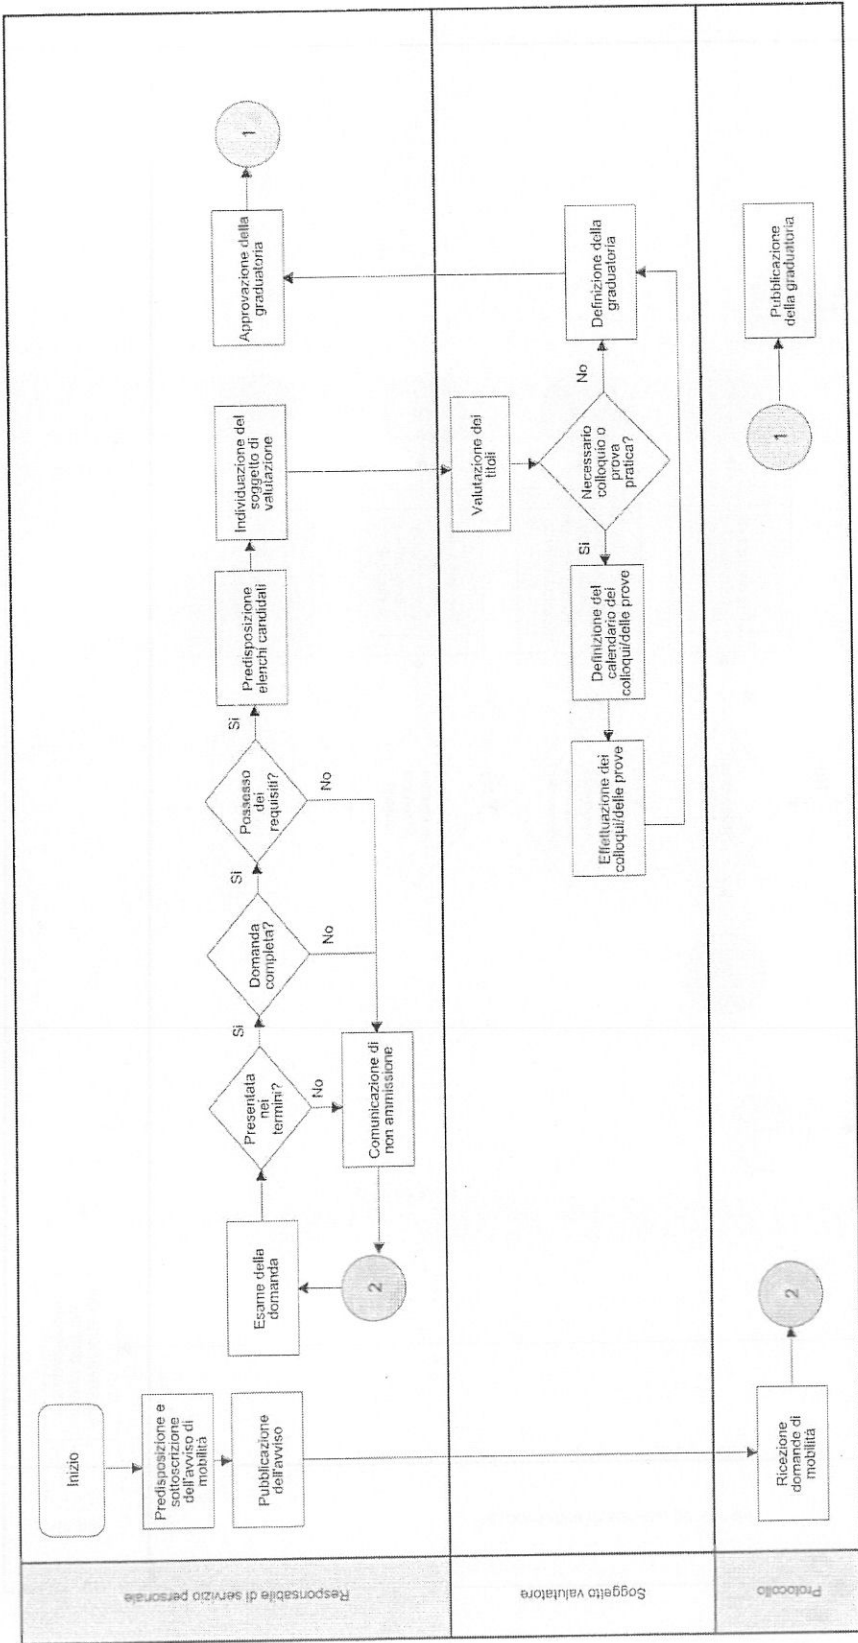 Responsabile di servizio personale
Inizio
Predisposizione e
sottoscrizione
dell'avviso di
mobilità
Pubblicazione
dell'avviso
Esame della
domanda
2
Presentata
nei
termini?
Si
No
Comunicazione di
non ammissione
Domanda
completa?
Si
No
Possesso
dei
requisiti?
Si
No
Predisposizione
elenchi candidati
Individuazione del
soggetto di
valutazione
Approvazione della
graduatoria
1
Soggetto valutatore
Valutazione dei
titoli
Necessario
colloquio o
prova
pratica?
Si
No
Definizione del
calendario dei
colloqui/delle prove
Effettuazione dei
colloqui/delle prove
Definizione della
graduatoria
Protocollo
Ricezione
domande di
mobilità
2
1
Pubblicazione
della graduatoria